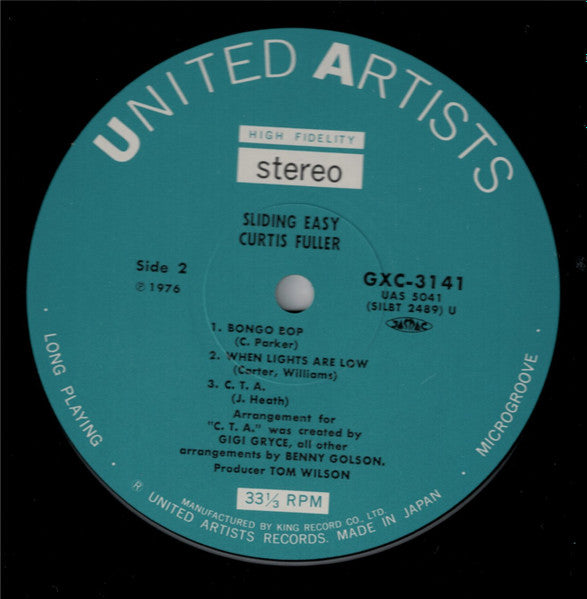 UNITED ARTISTS
HIGH FIDELITY
stereo
SLIDING EASY
CURTIS FULLER
Side 2
℗ 1976
GXC-3141
UAS 5041
(SILBT 2489) U
JASRAC
1. BONGO BOP
(C. Parker)
2. WHEN LIGHTS ARE LOW
(Carter, Williams)
3. C. T. A.
(J. Heath)
Arrangement for
"C. T. A." was created by
GIGI GRYCE, all other
arrangements by BENNY GOLSON.
Producer TOM WILSON
33⅓ RPM
· LONG PLAYING ·
· MICROGROOVE ·
MANUFACTURED BY KING RECORD CO., LTD.
® UNITED ARTISTS RECORDS. MADE IN JAPAN